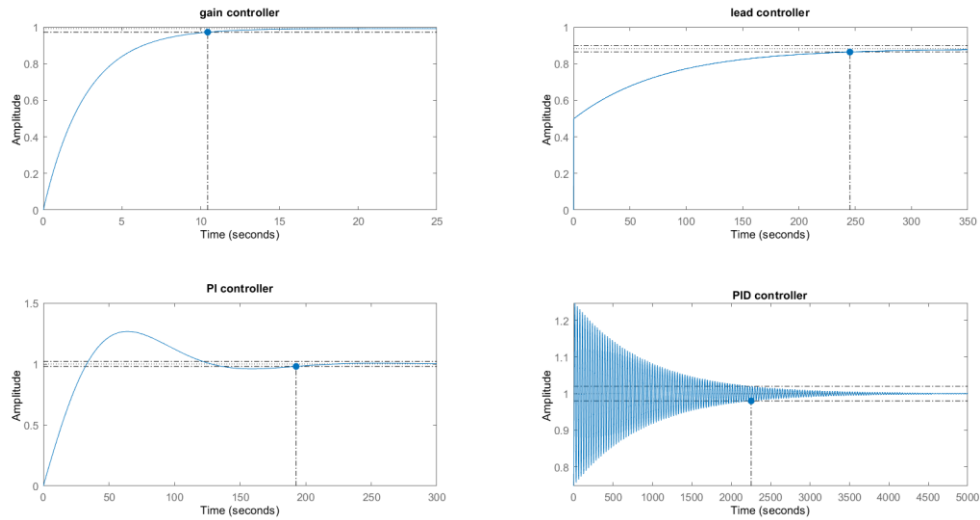 gain controller
1
0.8
0.6
0.4
0.2
0
Amplitude
0 5 10 15 20 25
Time (seconds)
lead controller
1
0.8
0.6
0.4
0.2
0
Amplitude
0 50 100 150 200 250 300 350
Time (seconds)
PI controller
1.5
1
0.5
0
Amplitude
0 50 100 150 200 250 300
Time (seconds)
PID controller
1.2
1.1
1
0.9
0.8
Amplitude
0 500 1000 1500 2000 2500 3000 3500 4000 4500 5000
Time (seconds)